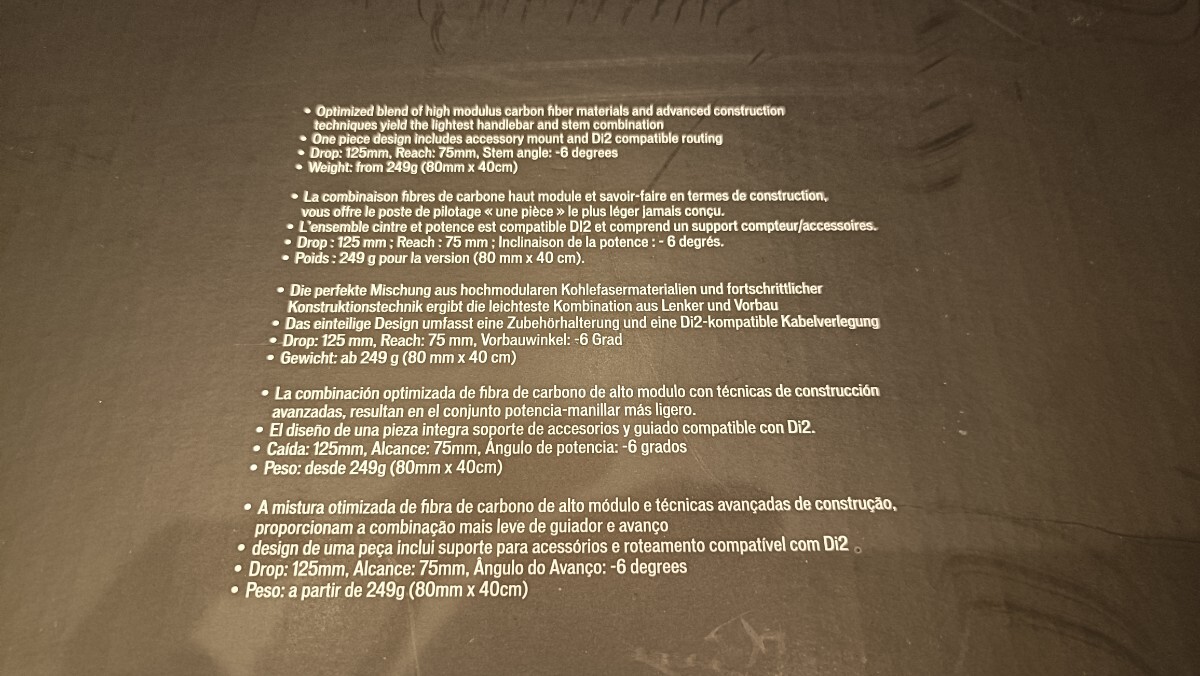 • Optimized blend of high modulus carbon fiber materials and advanced construction
techniques yield the lightest handlebar and stem combination
• One piece design includes accessory mount and Di2 compatible routing
• Drop: 125mm, Reach: 75mm, Stem angle: -6 degrees
• Weight: from 249g (80mm x 40cm)
• La combinaison fibres de carbone haut module et savoir-faire en termes de construction,
vous offre le poste de pilotage « une pièce » le plus léger jamais conçu.
• L'ensemble cintre et potence est compatible DI2 et comprend un support compteur/accessoires.
• Drop : 125 mm ; Reach : 75 mm ; Inclinaison de la potence : - 6 degrés.
• Poids : 249 g pour la version (80 mm x 40 cm).
• Die perfekte Mischung aus hochmodularen Kohlefasermaterialien und fortschrittlicher
Konstruktionstechnik ergibt die leichteste Kombination aus Lenker und Vorbau
• Das einteilige Design umfasst eine Zubehörhalterung und eine Di2-kompatible Kabelverlegung
• Drop: 125 mm, Reach: 75 mm, Vorbauwinkel: -6 Grad
• Gewicht: ab 249 g (80 mm x 40 cm)
• La combinación optimizada de fibra de carbono de alto modulo con técnicas de construcción
avanzadas, resultan en el conjunto potencia-manillar más ligero.
• El diseño de una pieza integra soporte de accesorios y guiado compatible con Di2.
• Caída: 125mm, Alcance: 75mm, Ángulo de potencia: -6 grados
• Peso: desde 249g (80mm x 40cm)
• A mistura otimizada de fibra de carbono de alto módulo e técnicas avançadas de construção,
proporcionam a combinação mais leve de guiador e avanço
• design de uma peça inclui suporte para acessórios e roteamento compatível com Di2 。
• Drop: 125mm, Alcance: 75mm, Ângulo do Avanço: -6 degrees
• Peso: a partir de 249g (80mm x 40cm)